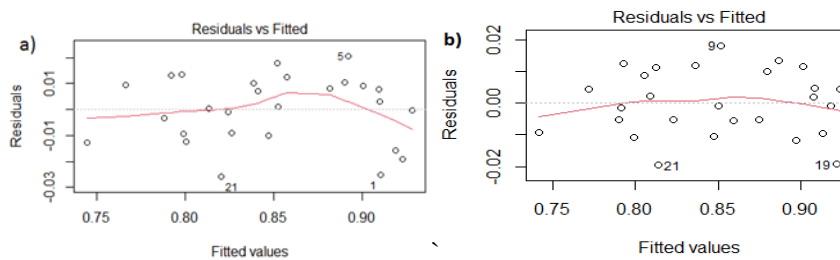 a)
Residuals vs Fitted
Residuals
0.01
-0.01
-0.03
5
21
1
0.75 0.80 0.85 0.90
Fitted values
`
b)
Residuals vs Fitted
Residuals
0.02
0.00
-0.02
9
21
19
0.75 0.80 0.85 0.90
Fitted values